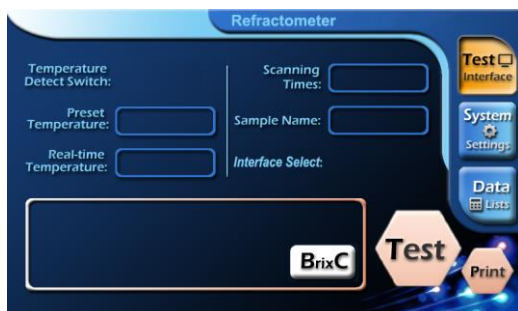 Refractometer
Temperature
Detect Switch:
Preset
Temperature:
Real-time
Temperature:
Scanning
Times:
Sample Name:
Interface Select:
BrixC
Test
Print
Test
Interface
System
Settings
Data
Lists